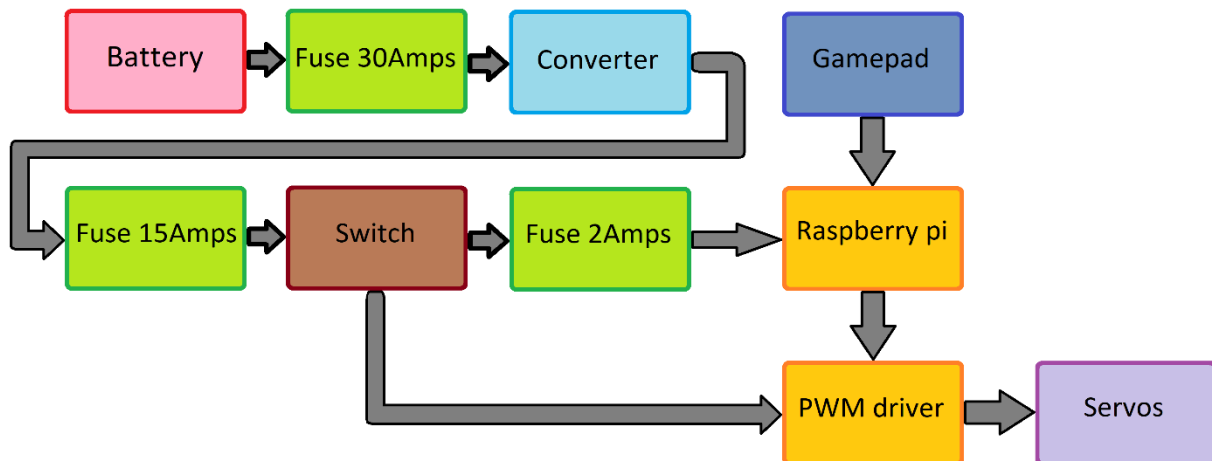 Battery
Fuse 30Amps
Converter
Gamepad
Fuse 15Amps
Switch
Fuse 2Amps
Raspberry pi
PWM driver
Servos